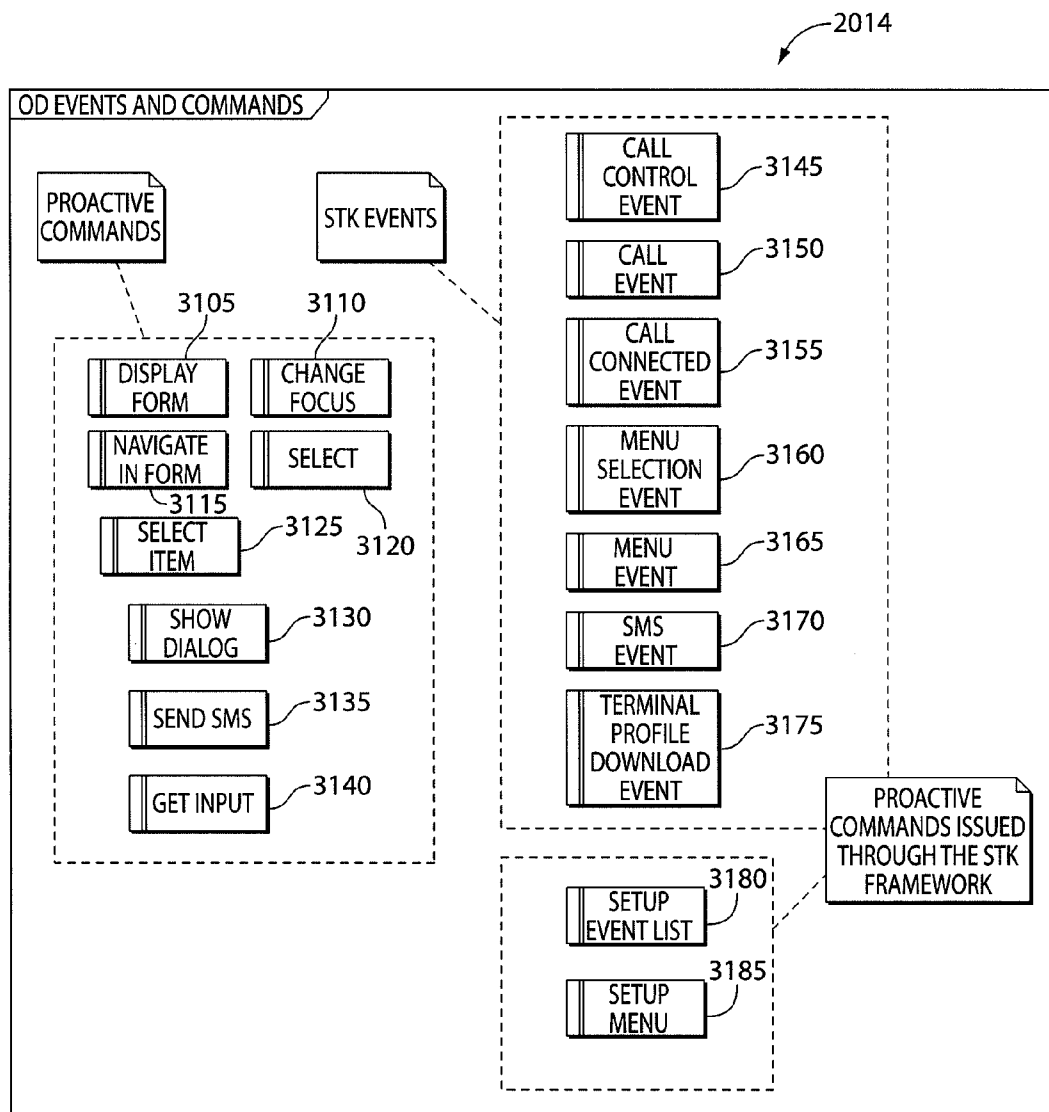 2014
OD EVENTS AND COMMANDS
PROACTIVE
COMMANDS
STK EVENTS
3105
DISPLAY
FORM
3110
CHANGE
FOCUS
NAVIGATE
IN FORM
3115
SELECT
3120
SELECT
ITEM
3125
SHOW
DIALOG
3130
SEND SMS
3135
GET INPUT
3140
CALL
CONTROL
EVENT
3145
CALL
EVENT
3150
CALL
CONNECTED
EVENT
3155
MENU
SELECTION
EVENT
3160
MENU
EVENT
3165
SMS
EVENT
3170
TERMINAL
PROFILE
DOWNLOAD
EVENT
3175
PROACTIVE
COMMANDS ISSUED
THROUGH THE STK
FRAMEWORK
3180
SETUP
EVENT LIST
3185
SETUP
MENU